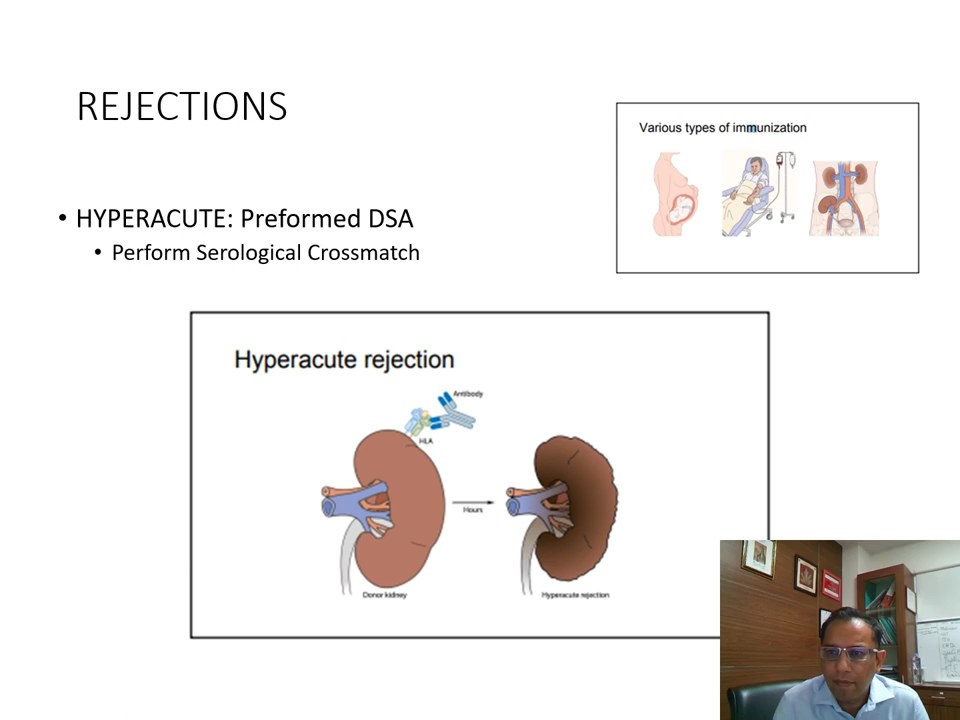 REJECTIONS
Various types of immunization
• HYPERACUTE: Preformed DSA
• Perform Serological Crossmatch
Hyperacute rejection
Antibody
HLA
Hours
Donor kidney
Hyperacute rejection